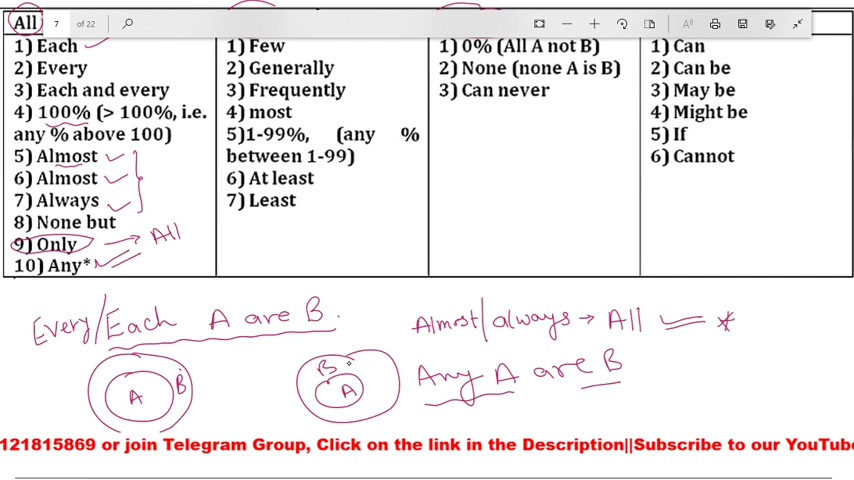 All
7 of 22
1) Each
2) Every
3) Each and every
4) 100% (> 100%, i.e.
any % above 100)
5) Almost
6) Almost
7) Always
8) None but
9) Only
10) Any*
All
1) Few
2) Generally
3) Frequently
4) most
5)1-99%, (any %
between 1-99)
6) At least
7) Least
1) 0% (All A not B)
2) None (none A is B)
3) Can never
1) Can
2) Can be
3) May be
4) Might be
5) If
6) Cannot
Every/Each A are B.
A B
B A
Almost/always → All
Any A are B
121815869 or join Telegram Group, Click on the link in the Description||Subscribe to our YouTube